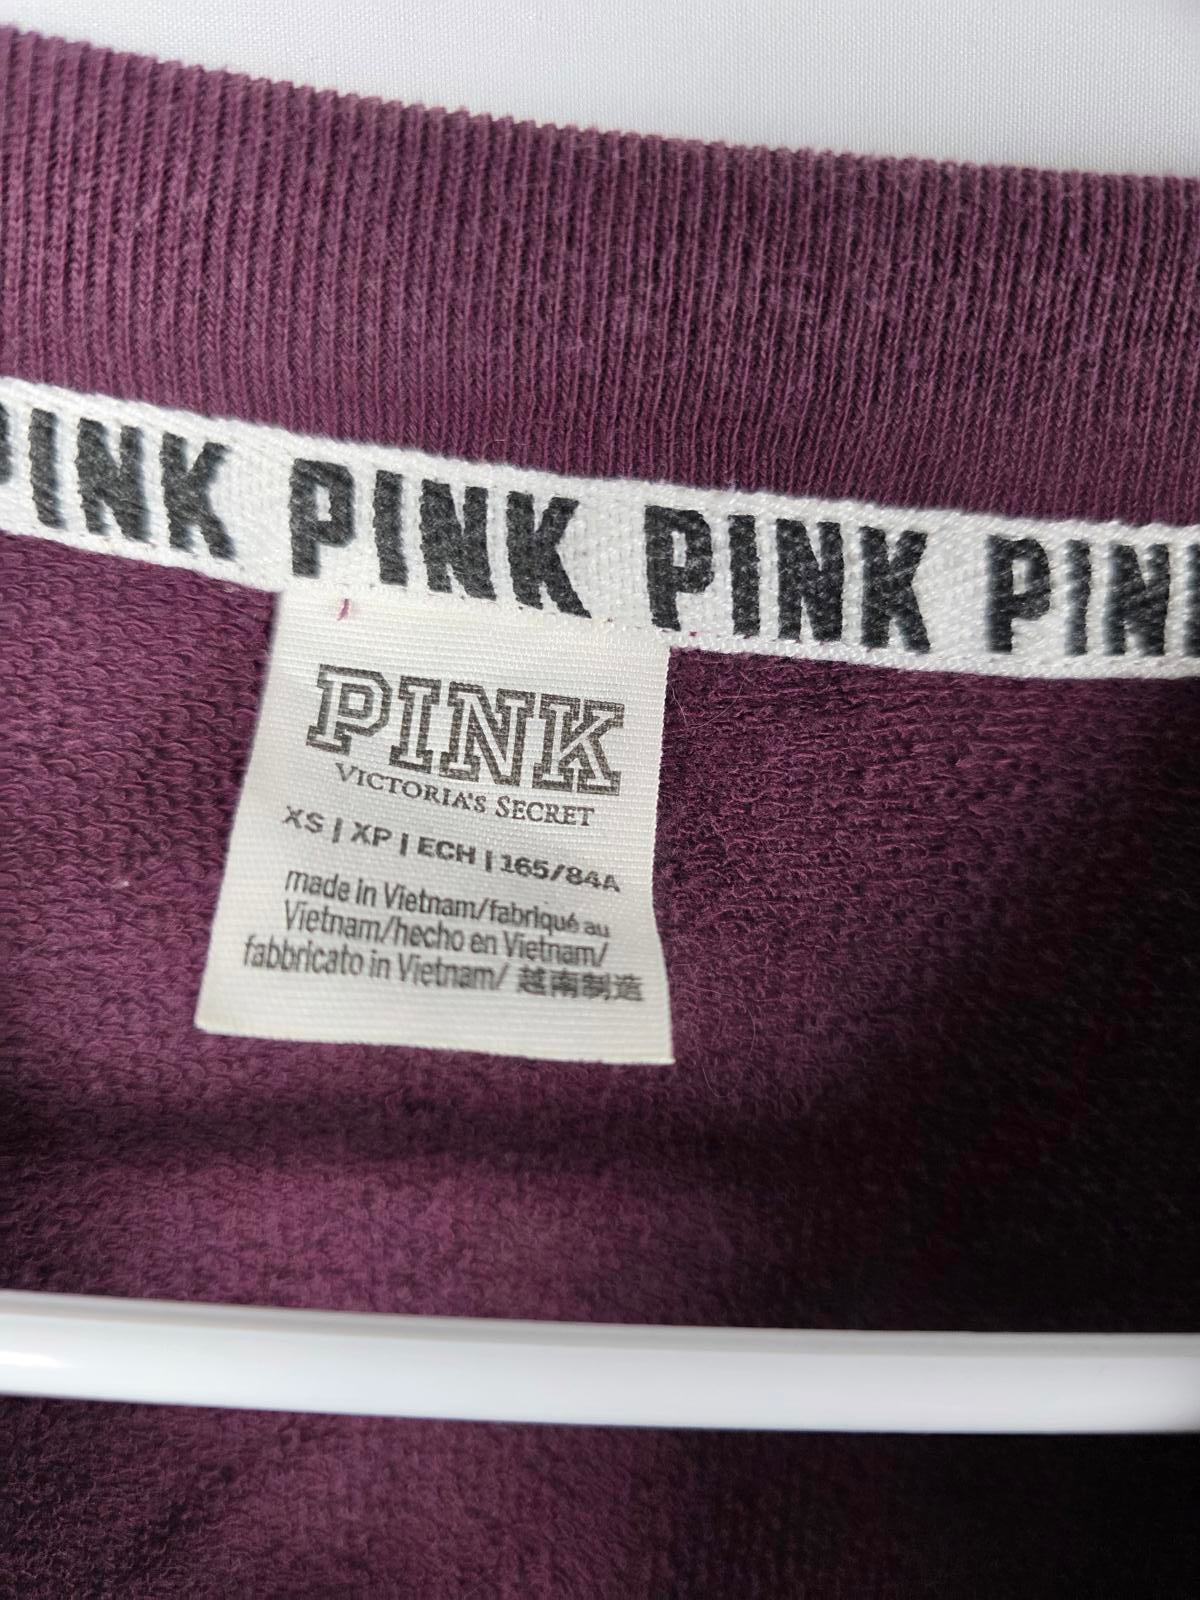 PINK PINK PINK PIN
PINK
VICTORIA'S SECRET
XS | XP | ECH | 165/84A
made in Vietnam/fabriqué au
Vietnam/hecho en Vietnam/
fabbricato in Vietnam/ 越南制造